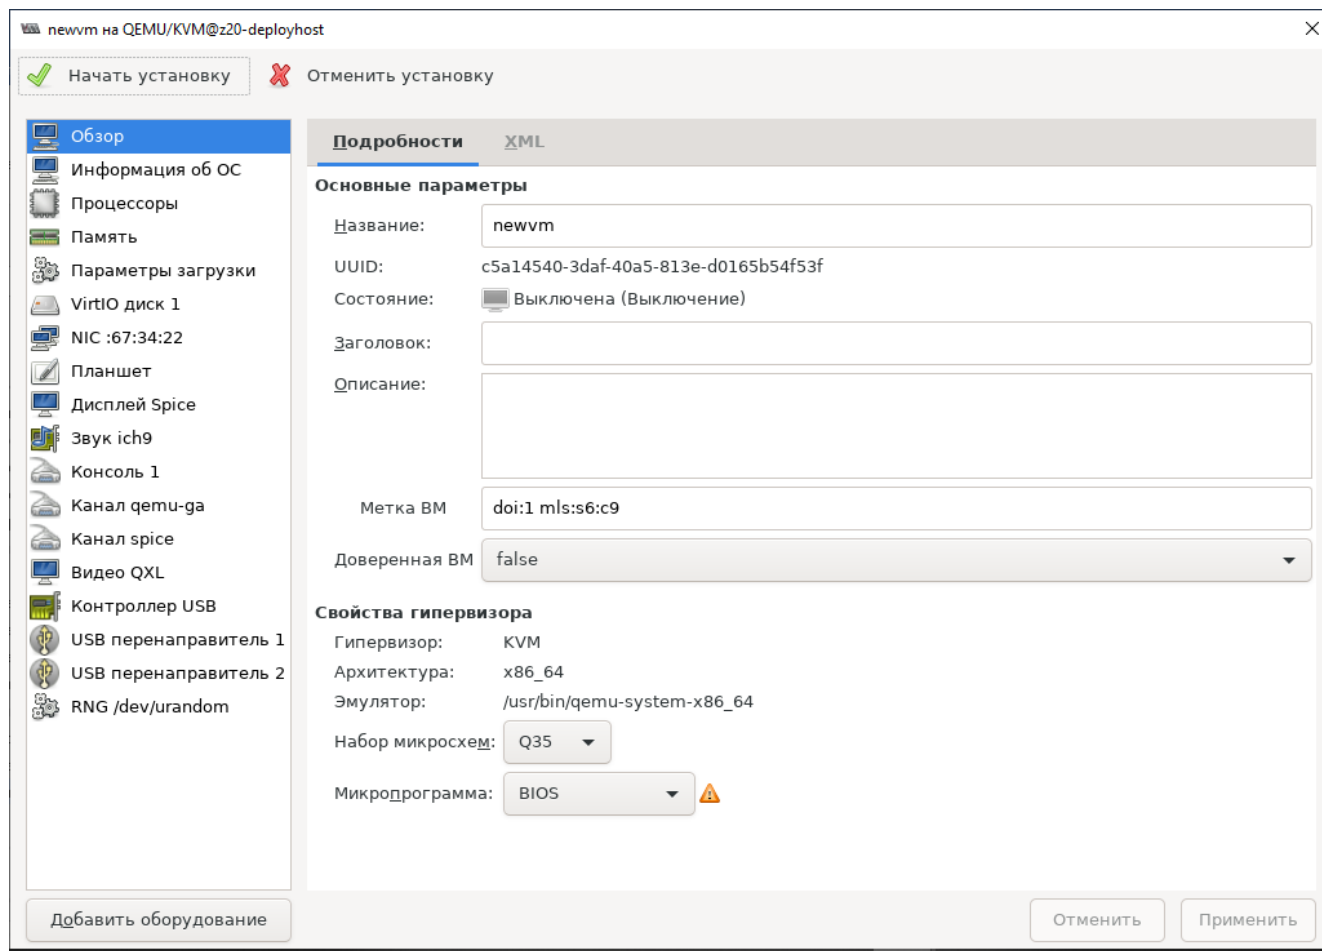 newvm на QEMU/KVM@z20-deployhost
Начать установку Отменить установку
Обзор
Информация об ОС
Процессоры
Память
Параметры загрузки
VirtIO диск 1
NIC :67:34:22
Планшет
Дисплей Spice
Звук ich9
Консоль 1
Канал qemu-ga
Канал spice
Видео QXL
Контроллер USB
USB перенаправитель 1
USB перенаправитель 2
RNG /dev/urandom
Добавить оборудование
Подробности XML
Основные параметры
Название: newvm
UUID: c5a14540-3daf-40a5-813e-d0165b54f53f
Состояние: Выключена (Выключение)
Заголовок:
Описание:
Метка ВМ doi:1 mls:s6:c9
Доверенная ВМ false
Свойства гипервизора
Гипервизор: KVM
Архитектура: x86_64
Эмулятор: /usr/bin/qemu-system-x86_64
Набор микросхем: Q35
Микропрограмма: BIOS
Отменить Применить